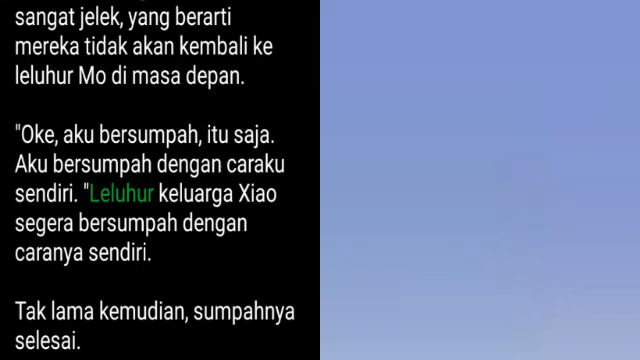 sangat jelek, yang berarti
mereka tidak akan kembali ke
leluhur Mo di masa depan.
"Oke, aku bersumpah, itu saja.
Aku bersumpah dengan caraku
sendiri. "Leluhur keluarga Xiao
segera bersumpah dengan
caranya sendiri.
Tak lama kemudian, sumpahnya
selesai.